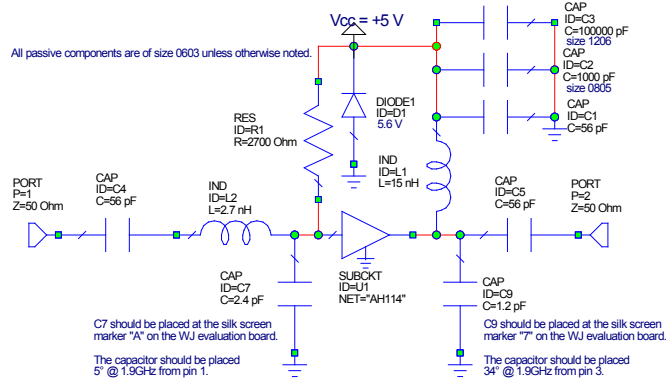 Vcc = +5 V
All passive components are of size 0603 unless otherwise noted.
CAP
ID=C3
C=100000 pF
size 1206
CAP
ID=C2
C=1000 pF
size 0805
CAP
ID=C1
C=56 pF
RES
ID=R1
R=2700 Ohm
DIODE1
ID=D1
5.6 V
IND
ID=L1
L=15 nH
PORT
P=1
Z=50 Ohm
CAP
ID=C4
C=56 pF
IND
ID=L2
L=2.7 nH
CAP
ID=C5
C=56 pF
PORT
P=2
Z=50 Ohm
CAP
ID=C7
C=2.4 pF
SUBCKT
ID=U1
NET="AH114"
CAP
ID=C9
C=1.2 pF
C7 should be placed at the silk screen
marker "A" on the WJ evaluation board.
The capacitor should be placed
5° @ 1.9GHz from pin 1.
C9 should be placed at the silk screen
marker "7" on the WJ evaluation board.
The capacitor should be placed
34° @ 1.9GHz from pin 3.